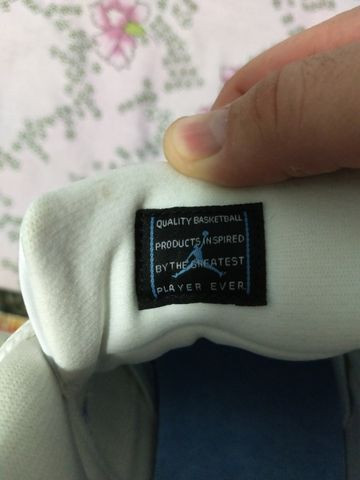 QUALITY BASKETBALL
PRODUCTS INSPIRED
BY THE GREATEST
PLAYER EVER